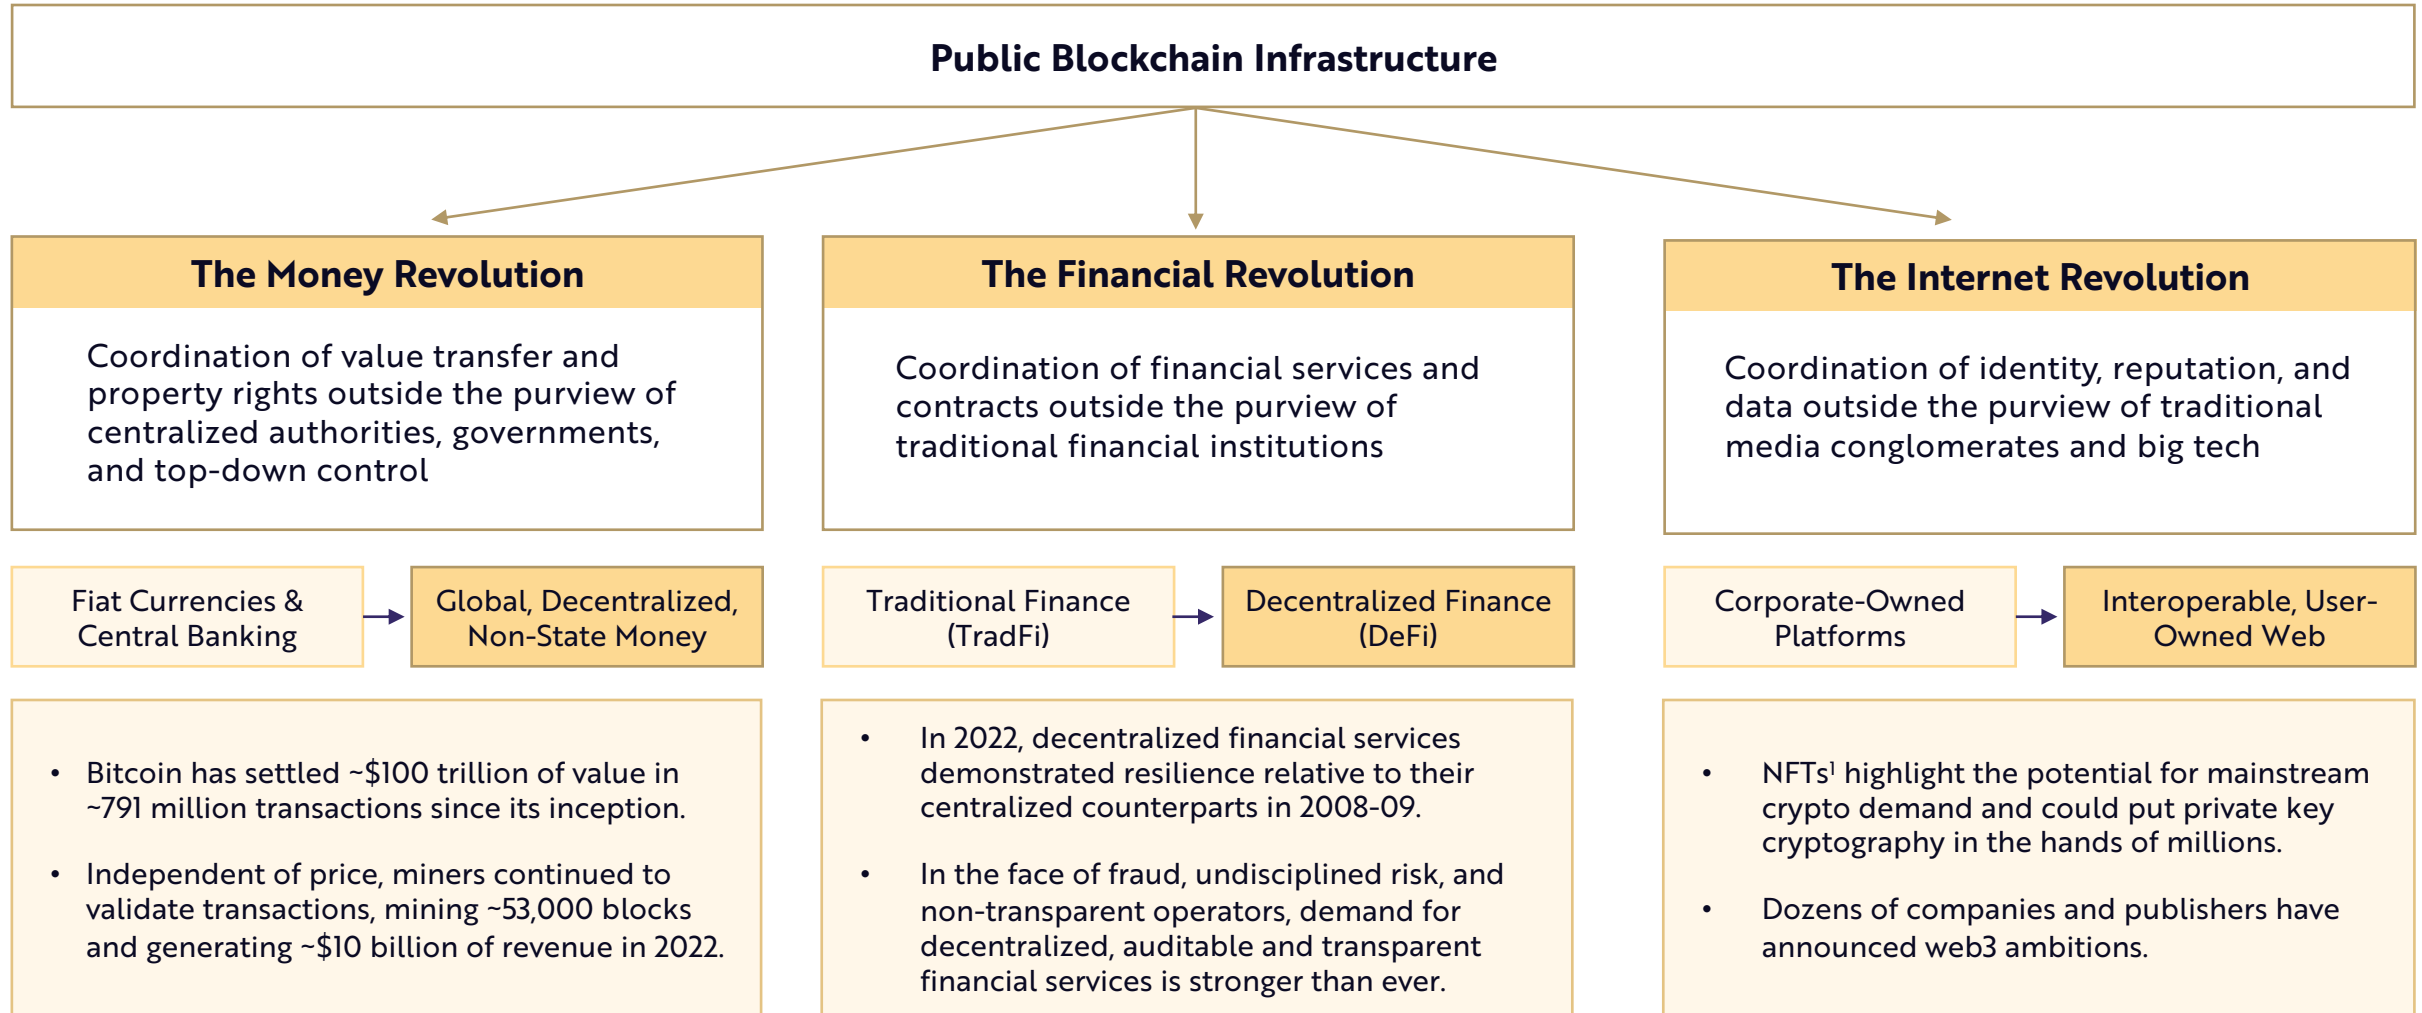 Public Blockchain Infrastructure
The Money Revolution
Coordination of value transfer and
property rights outside the purview of
centralized authorities, governments,
and top-down control
Fiat Currencies &
Central Banking
Global, Decentralized,
Non-State Money
• Bitcoin has settled ~$100 trillion of value in
~791 million transactions since its inception.
• Independent of price, miners continued to
validate transactions, mining ~53,000 blocks
and generating ~$10 billion of revenue in 2022.
The Financial Revolution
Coordination of financial services and
contracts outside the purview of
traditional financial institutions
Traditional Finance
(TradFi)
Decentralized Finance
(DeFi)
• In 2022, decentralized financial services
demonstrated resilience relative to their
centralized counterparts in 2008-09.
• In the face of fraud, undisciplined risk, and
non-transparent operators, demand for
decentralized, auditable and transparent
financial services is stronger than ever.
The Internet Revolution
Coordination of identity, reputation, and
data outside the purview of traditional
media conglomerates and big tech
Corporate-Owned
Platforms
Interoperable, User-
Owned Web
• NFTs¹ highlight the potential for mainstream
crypto demand and could put private key
cryptography in the hands of millions.
• Dozens of companies and publishers have
announced web3 ambitions.